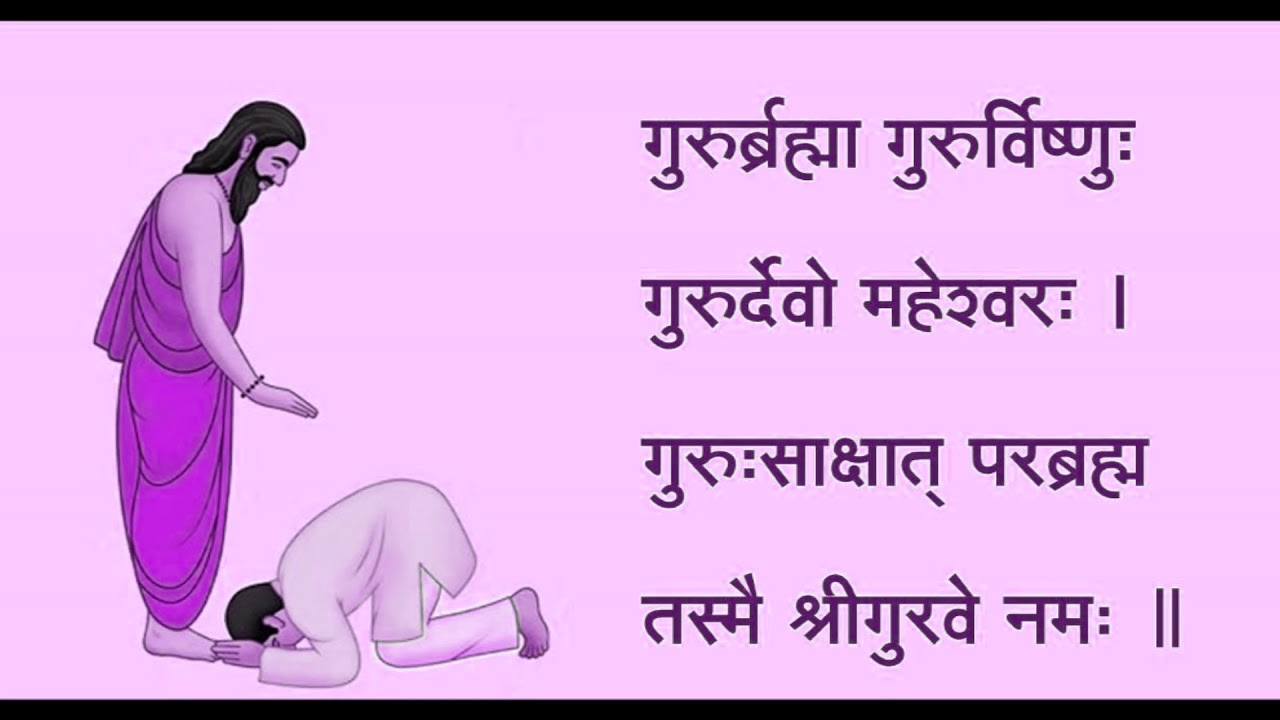 गुरुर्ब्रह्मा गुरुर्विष्णुः
गुरुर्देवो महेश्वरः ।
गुरुःसाक्षात् परब्रह्म
तस्मै श्रीगुरवे नमः ॥